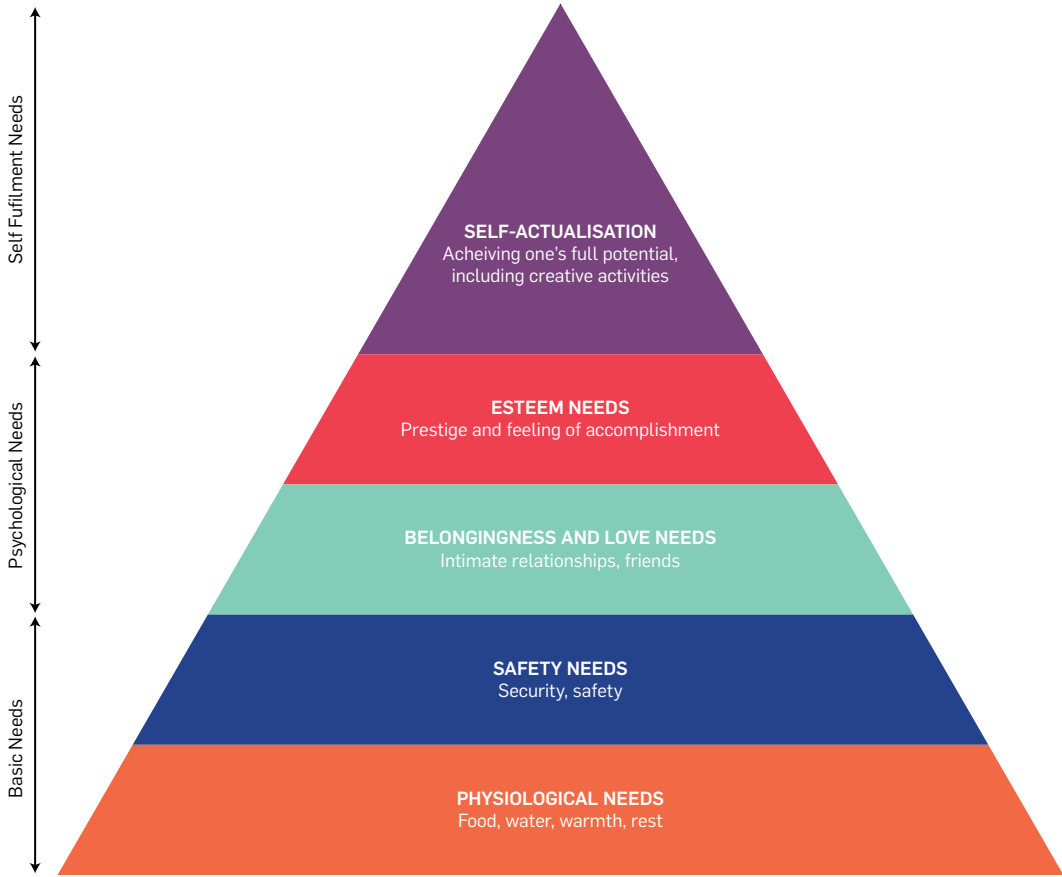 Self Fufilment Needs
SELF-ACTUALISATION
Acheiving one's full potential,
including creative activities
Psychological Needs
ESTEEM NEEDS
Prestige and feeling of accomplishment
BELONGINGNESS AND LOVE NEEDS
Intimate relationships, friends
Basic Needs
SAFETY NEEDS
Security, safety
PHYSIOLOGICAL NEEDS
Food, water, warmth, rest